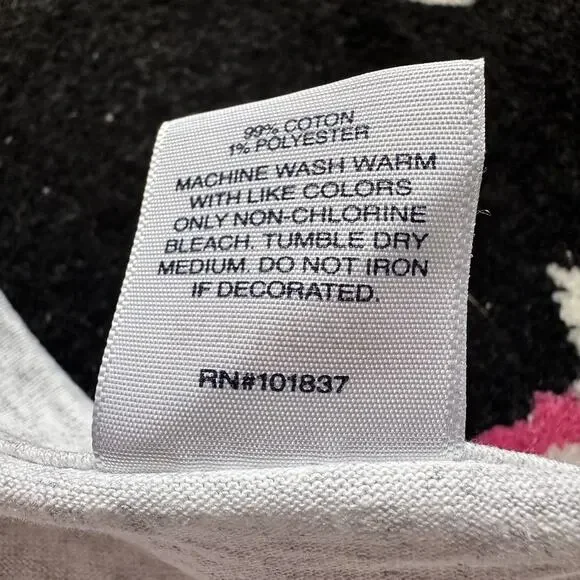 99% COTON
1% POLYESTER
MACHINE WASH WARM
WITH LIKE COLORS
ONLY NON-CHLORINE
BLEACH. TUMBLE DRY
MEDIUM. DO NOT IRON
IF DECORATED.
RN#101837